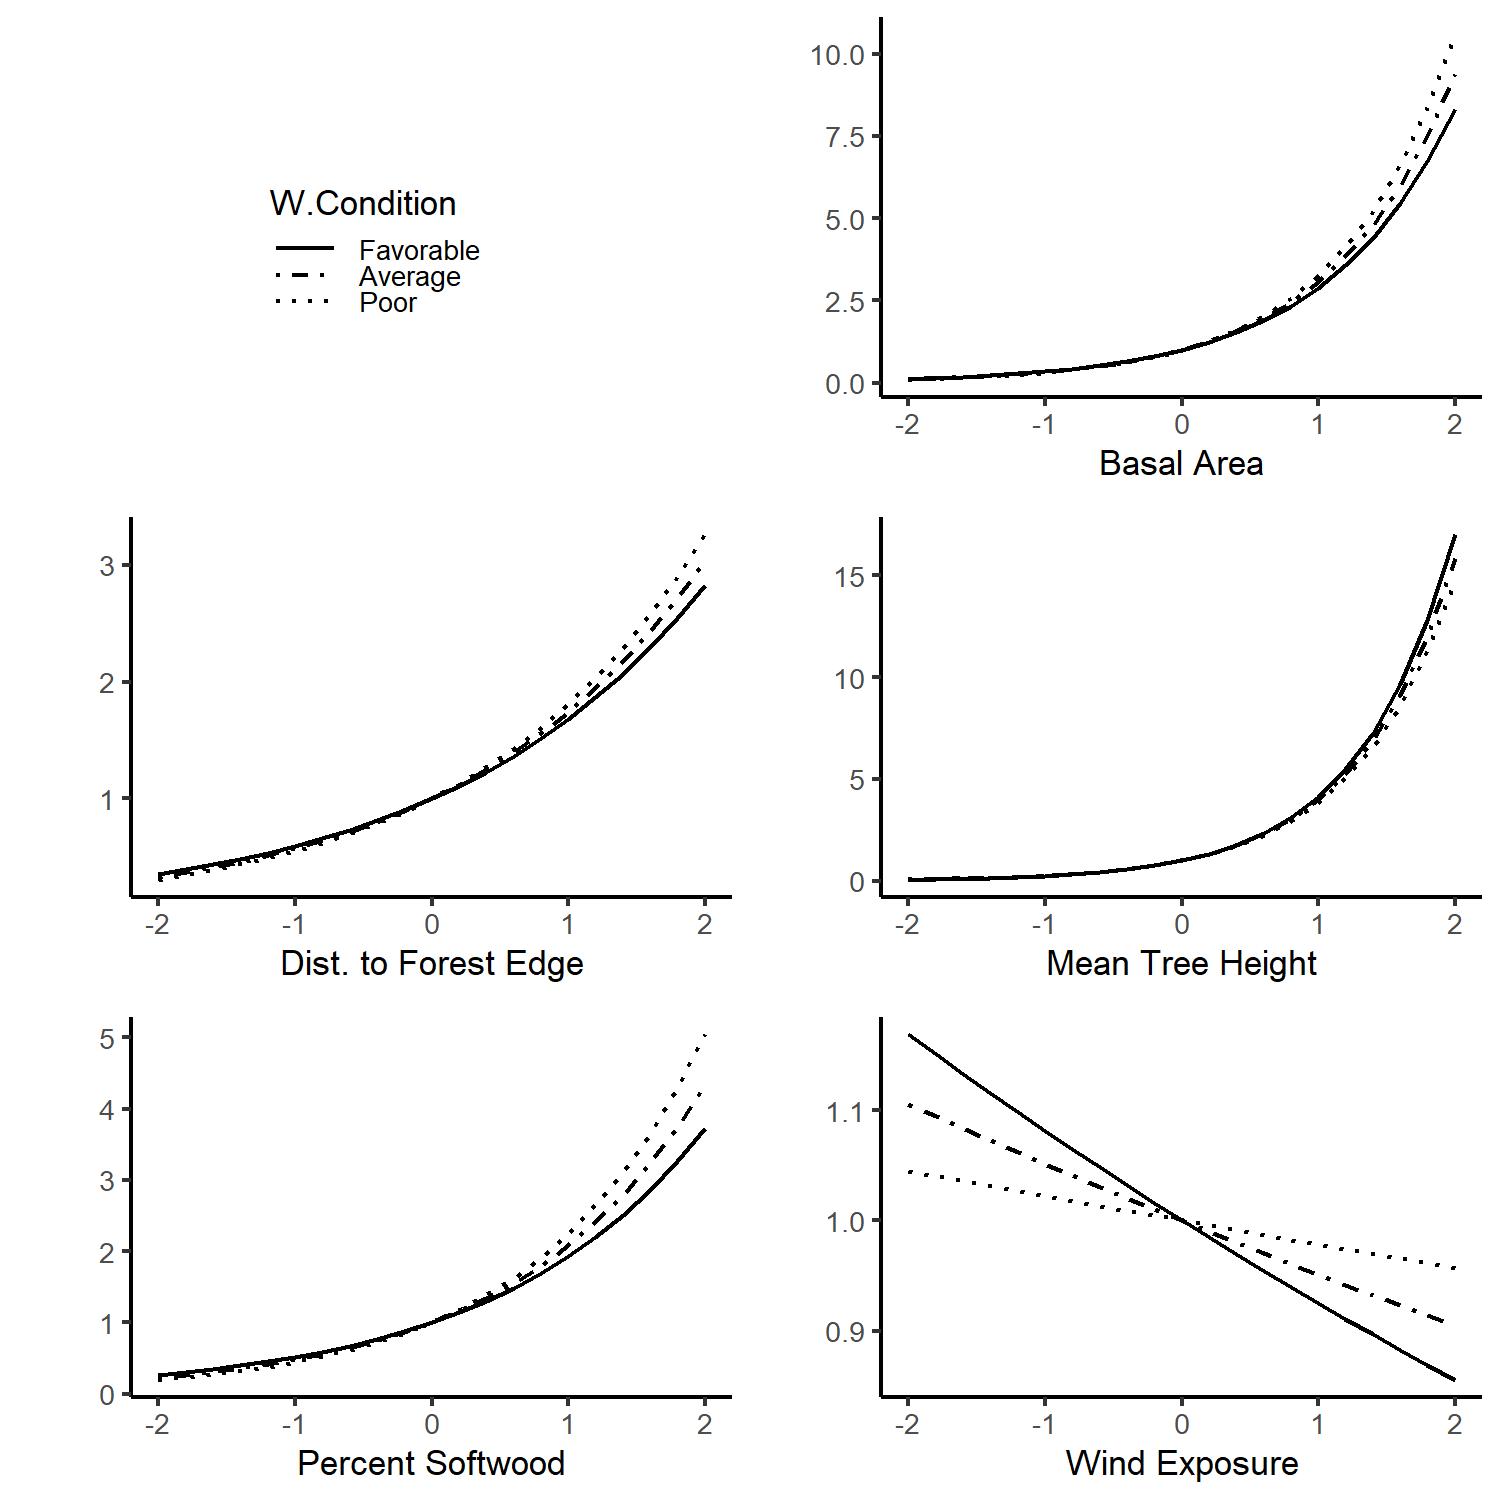 W.Condition
Favorable
Average
Poor
10.0
7.5
5.0
2.5
0.0
-2 -1 0 1 2
Basal Area
3
2
1
-2 -1 0 1 2
Dist. to Forest Edge
15
10
5
0
-2 -1 0 1 2
Mean Tree Height
5
4
3
2
1
0
-2 -1 0 1 2
Percent Softwood
1.1
1.0
0.9
-2 -1 0 1 2
Wind Exposure